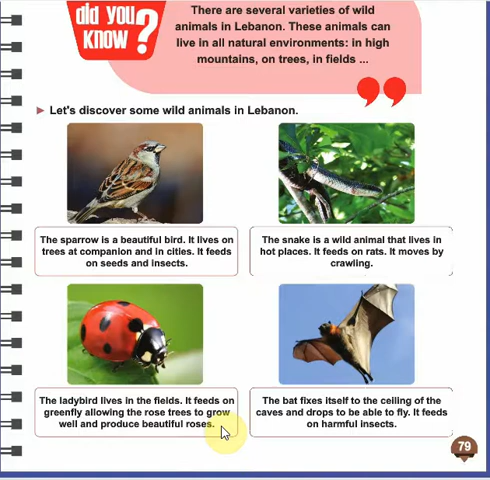 did you
know?
There are several varieties of wild
animals in Lebanon. These animals can
live in all natural environments: in high
mountains, on trees, in fields ...
Let's discover some wild animals in Lebanon.
The sparrow is a beautiful bird. It lives on
trees at companion and in cities. It feeds
on seeds and insects.
The snake is a wild animal that lives in
hot places. It feeds on rats. It moves by
crawling.
The ladybird lives in the fields. It feeds on
greenfly allowing the rose trees to grow
well and produce beautiful roses.
The bat fixes itself to the ceiling of the
caves and drops to be able to fly. It feeds
on harmful insects.
79